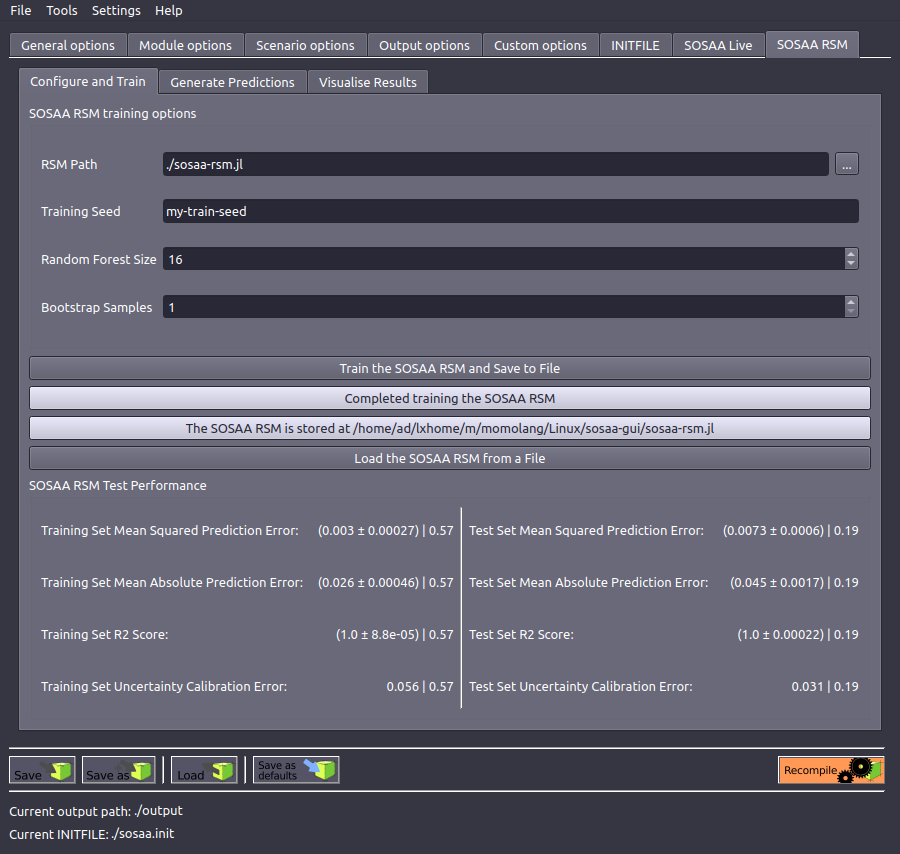 File Tools Settings Help
General options Module options Scenario options Output options Custom options INITFILE SOSAA Live SOSAA RSM
Configure and Train Generate Predictions Visualise Results
SOSAA RSM training options
RSM Path ./sosaa-rsm.jl ...
Training Seed my-train-seed
Random Forest Size 16
Bootstrap Samples 1
Train the SOSAA RSM and Save to File
Completed training the SOSAA RSM
The SOSAA RSM is stored at /home/ad/lxhome/m/momolang/Linux/sosaa-gui/sosaa-rsm.jl
Load the SOSAA RSM from a File
SOSAA RSM Test Performance
Training Set Mean Squared Prediction Error: (0.003 ± 0.00027) | 0.57 Test Set Mean Squared Prediction Error: (0.0073 ± 0.0006) | 0.19
Training Set Mean Absolute Prediction Error: (0.026 ± 0.00046) | 0.57 Test Set Mean Absolute Prediction Error: (0.045 ± 0.0017) | 0.19
Training Set R2 Score: (1.0 ± 8.8e-05) | 0.57 Test Set R2 Score: (1.0 ± 0.00022) | 0.19
Training Set Uncertainty Calibration Error: 0.056 | 0.57 Test Set Uncertainty Calibration Error: 0.031 | 0.19
Save Save as Load Save as defaults Recompile
Current output path: ./output
Current INITFILE: ./sosaa.init